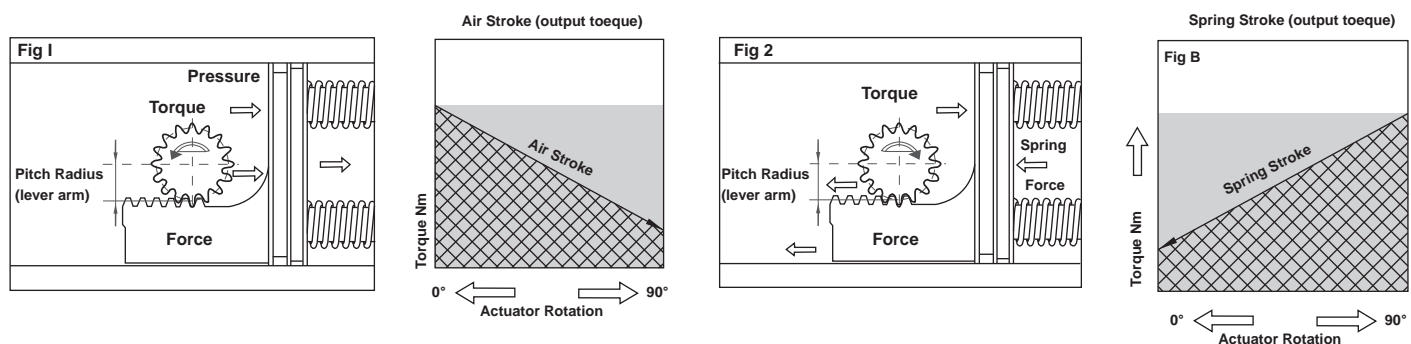 Fig I
Pressure
Torque
Pitch Radius
(lever arm)
Force
Air Stroke (output toeque)
Torque Nm
Air Stroke
0° 90°
Actuator Rotation
Fig 2
Torque
Pitch Radius
(lever arm)
Spring
Force
Force
Spring Stroke (output toeque)
Fig B
Torque Nm
Spring Stroke
0° 90°
Actuator Rotation